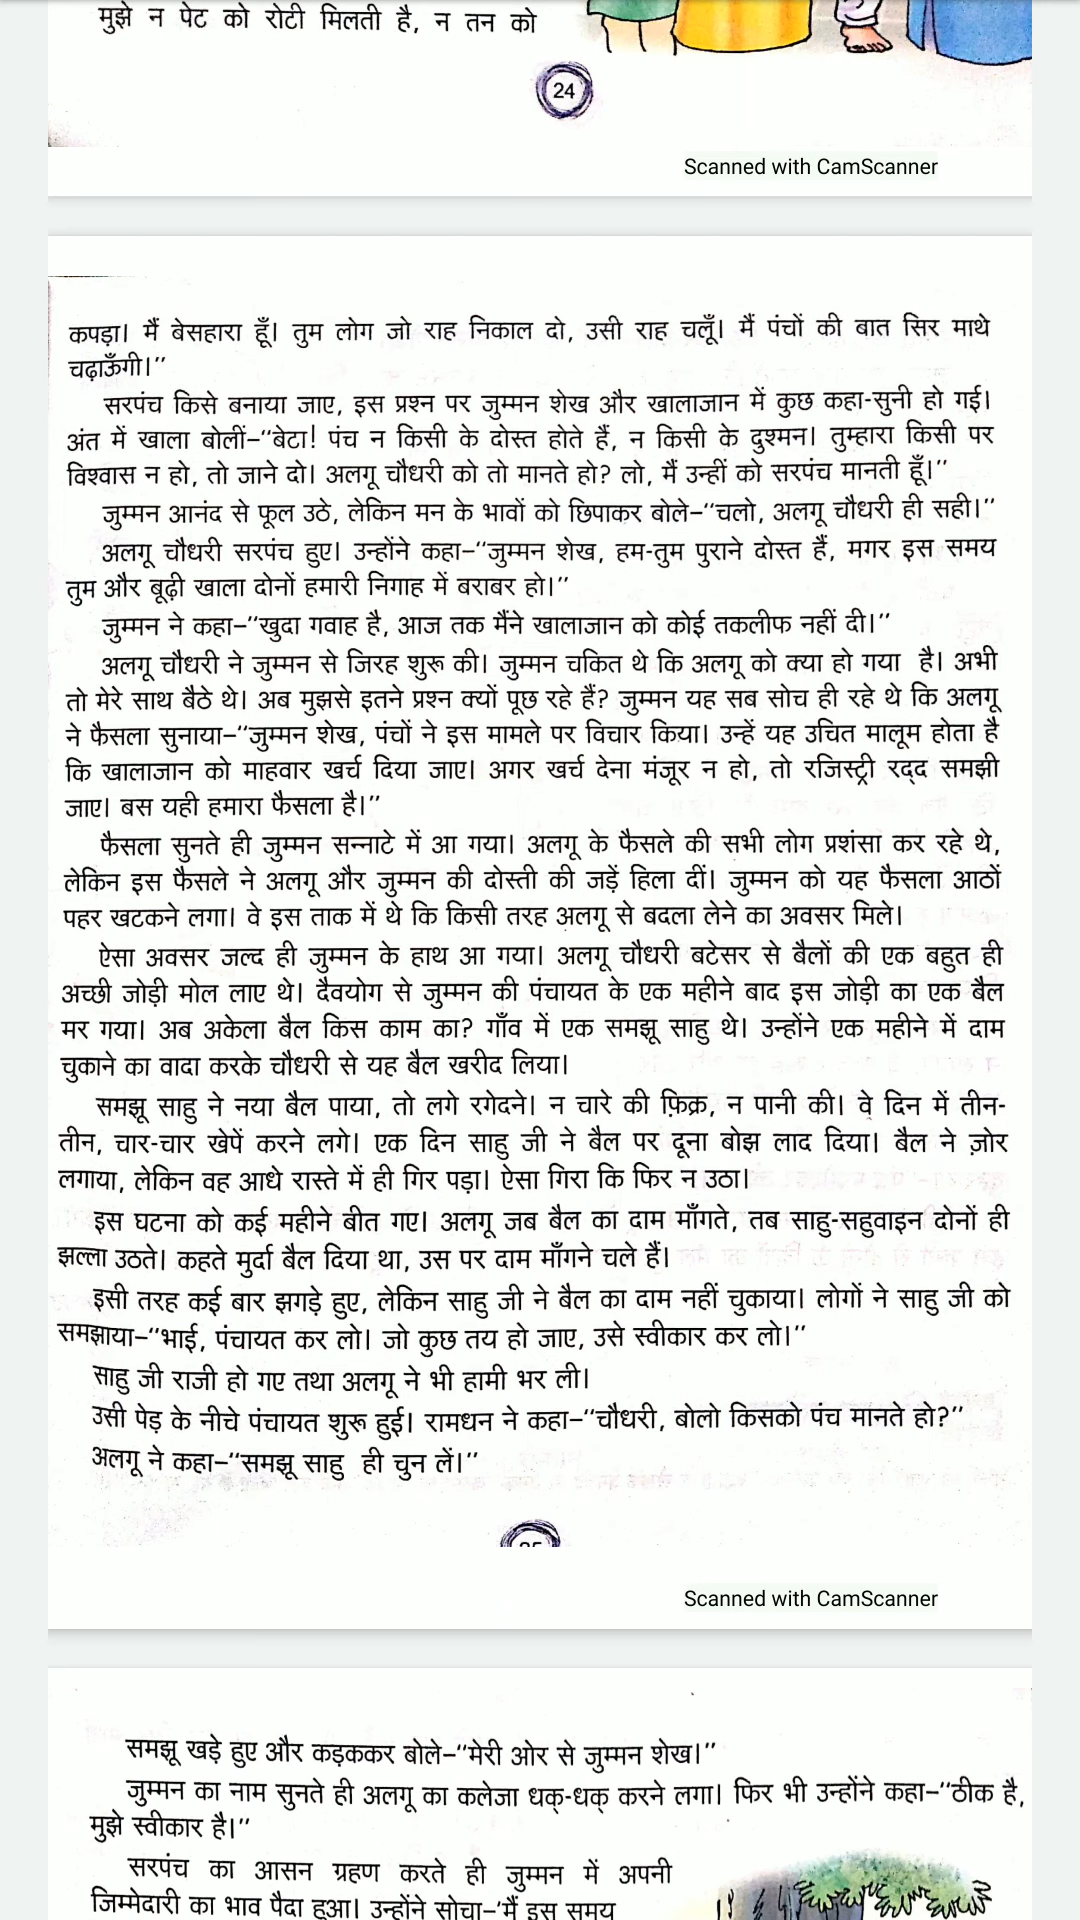 मुझे न पेट को रोटी मिलती है, न तन को
24
Scanned with CamScanner
कपड़ा। मैं बेसहारा हूँ। तुम लोग जो राह निकाल दो, उसी राह चलूँ। मैं पंचों की बात सिर माथे
चढ़ाऊँगी।”
सरपंच किसे बनाया जाए, इस प्रश्न पर जुम्मन शेख और खालाजान में कुछ कहा-सुनी हो गई।
अंत में खाला बोलीं–“बेटा! पंच न किसी के दोस्त होते हैं, न किसी के दुश्मन। तुम्हारा किसी पर
विश्वास न हो, तो जाने दो। अलगू चौधरी को तो मानते हो? लो, मैं उन्हीं को सरपंच मानती हूँ।”
जुम्मन आनंद से फूल उठे, लेकिन मन के भावों को छिपाकर बोले–“चलो, अलगू चौधरी ही सही।”
अलगू चौधरी सरपंच हुए। उन्होंने कहा–“जुम्मन शेख, हम-तुम पुराने दोस्त हैं, मगर इस समय
तुम और बूढ़ी खाला दोनों हमारी निगाह में बराबर हो।”
जुम्मन ने कहा–“खुदा गवाह है, आज तक मैंने खालाजान को कोई तकलीफ नहीं दी।”
अलगू चौधरी ने जुम्मन से जिरह शुरू की। जुम्मन चकित थे कि अलगू को क्या हो गया है। अभी
तो मेरे साथ बैठे थे। अब मुझसे इतने प्रश्न क्यों पूछ रहे हैं? जुम्मन यह सब सोच ही रहे थे कि अलगू
ने फैसला सुनाया–“जुम्मन शेख, पंचों ने इस मामले पर विचार किया। उन्हें यह उचित मालूम होता है
कि खालाजान को माहवार खर्च दिया जाए। अगर खर्च देना मंजूर न हो, तो रजिस्ट्री रद्द समझी
जाए। बस यही हमारा फैसला है।”
फैसला सुनते ही जुम्मन सन्नाटे में आ गया। अलगू के फैसले की सभी लोग प्रशंसा कर रहे थे,
लेकिन इस फैसले ने अलगू और जुम्मन की दोस्ती की जड़ें हिला दीं। जुम्मन को यह फैसला आठों
पहर खटकने लगा। वे इस ताक में थे कि किसी तरह अलगू से बदला लेने का अवसर मिले।
ऐसा अवसर जल्द ही जुम्मन के हाथ आ गया। अलगू चौधरी बटेसर से बैलों की एक बहुत ही
अच्छी जोड़ी मोल लाए थे। दैवयोग से जुम्मन की पंचायत के एक महीने बाद इस जोड़ी का एक बैल
मर गया। अब अकेला बैल किस काम का? गाँव में एक समझू साहु थे। उन्होंने एक महीने में दाम
चुकाने का वादा करके चौधरी से यह बैल खरीद लिया।
समझू साहु ने नया बैल पाया, तो लगे रगेदने। न चारे की फ़िक्र, न पानी की। वे दिन में तीन-
तीन, चार-चार खेपें करने लगे। एक दिन साहु जी ने बैल पर दूना बोझ लाद दिया। बैल ने ज़ोर
लगाया, लेकिन वह आधे रास्ते में ही गिर पड़ा। ऐसा गिरा कि फिर न उठा।
इस घटना को कई महीने बीत गए। अलगू जब बैल का दाम माँगते, तब साहु-सहुवाइन दोनों ही
झल्ला उठते। कहते मुर्दा बैल दिया था, उस पर दाम माँगने चले हैं।
इसी तरह कई बार झगड़े हुए, लेकिन साहु जी ने बैल का दाम नहीं चुकाया। लोगों ने साहु जी को
समझाया–“भाई, पंचायत कर लो। जो कुछ तय हो जाए, उसे स्वीकार कर लो।”
साहु जी राजी हो गए तथा अलगू ने भी हामी भर ली।
उसी पेड़ के नीचे पंचायत शुरू हुई। रामधन ने कहा–“चौधरी, बोलो किसको पंच मानते हो?”
अलगू ने कहा–“समझू साहु ही चुन लें।”
Scanned with CamScanner
समझू खड़े हुए और कड़ककर बोले–“मेरी ओर से जुम्मन शेख।”
जुम्मन का नाम सुनते ही अलगू का कलेजा धक्-धक् करने लगा। फिर भी उन्होंने कहा–“ठीक है,
मुझे स्वीकार है।”
सरपंच का आसन ग्रहण करते ही जुम्मन में अपनी
जिम्मेदारी का भाव पैदा हुआ। उन्होंने सोचा–‘मैं इस समय